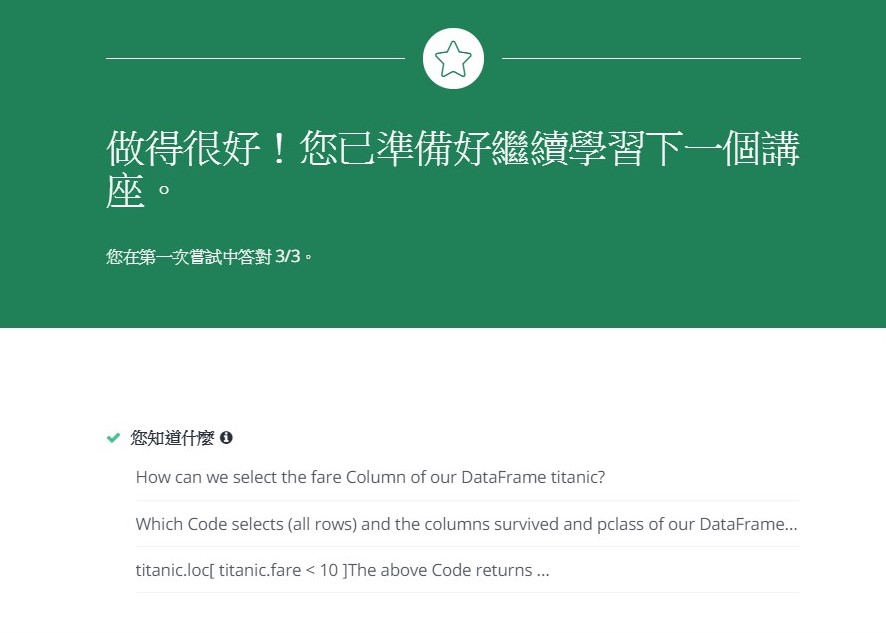 做得很好！您已準備好繼續學習下一個講
座。
您在第一次嘗試中答對 3/3。
您知道什麼
How can we select the fare Column of our DataFrame titanic?
Which Code selects (all rows) and the columns survived and pclass of our DataFrame...
titanic.loc[ titanic.fare < 10 ]The above Code returns ...